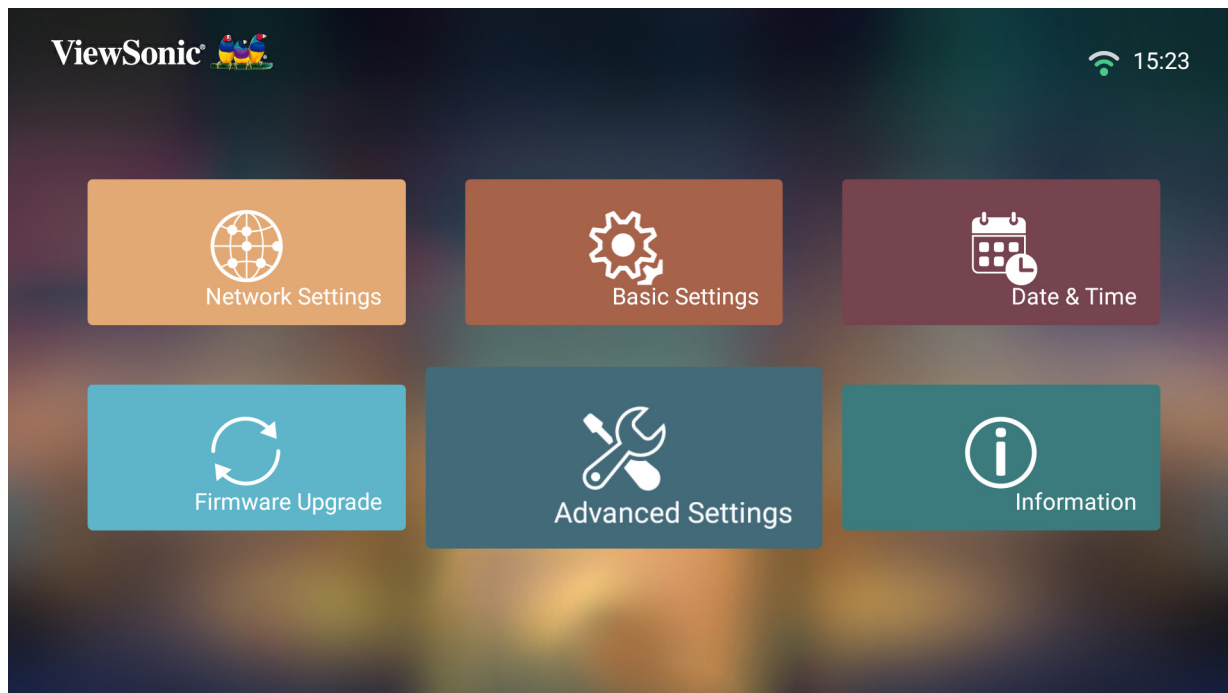 ViewSonic®
15:23
Network Settings
Basic Settings
Date & Time
Firmware Upgrade
Advanced Settings
Information